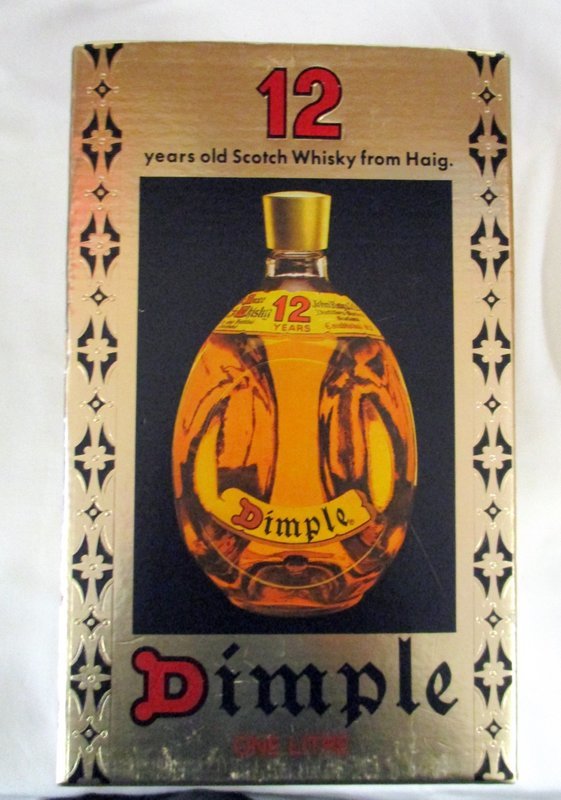 12
years old Scotch Whisky from Haig.
12
YEARS
Dimple
Dimple
ONE LITRE